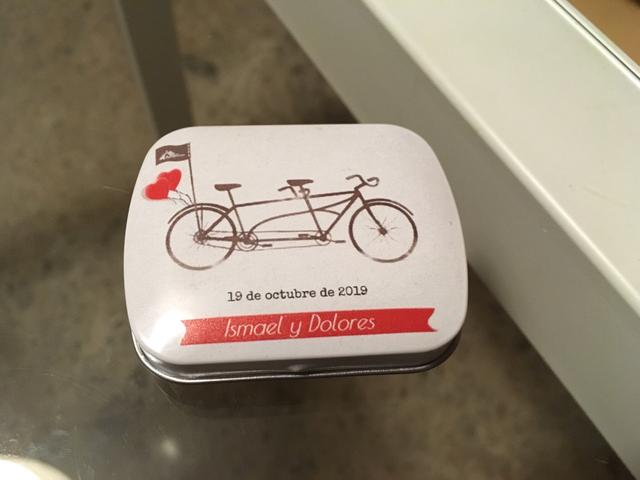 19 de octubre de 2019
Ismael y Dolores